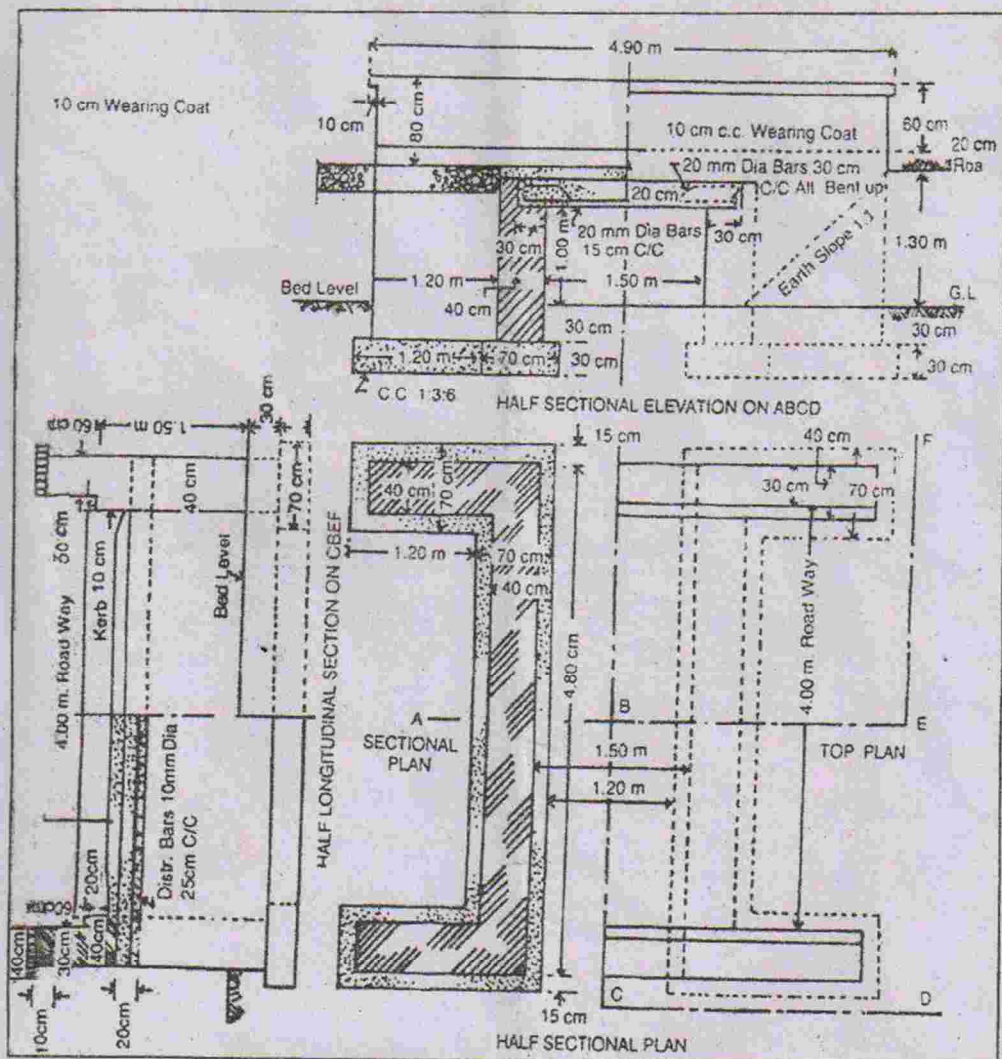 4.90 m
10 cm Wearing Coat
10 cm
80 cm
10 cm c.c. Wearing Coat
60 cm
20 cm
Roa
20 mm Dia Bars 30 cm
C/C All Bent up
20 cm
30 cm
1.00 m
20 mm Dia Bars
15 cm C/C
30 cm
Earth Slope 1:1
1.30 m
Bed Level
1.20 m
40 cm
1.50 m
G.L
30 cm
30 cm
1.20 m
70 cm
30 cm
30 cm
C.C 1:3:6
HALF SECTIONAL ELEVATION ON ABCD
60 cm
1.50 m
30 cm
70 cm
40 cm
Kerb 10 cm
4.00 m. Road Way
Bed Level
HALF LONGITUDINAL SECTION ON CBEF
Distr. Bars 10mm Dia
25cm C/C
20cm
40cm
30cm
40cm
10cm
20cm
40 cm
70 cm
1.20 m
70 cm
40 cm
A
SECTIONAL
PLAN
4.80 cm
15 cm
40 cm
F
30 cm
70 cm
4.00 m. Road Way
B
E
1.50 m
TOP PLAN
1.20 m
C
D
15 cm
HALF SECTIONAL PLAN